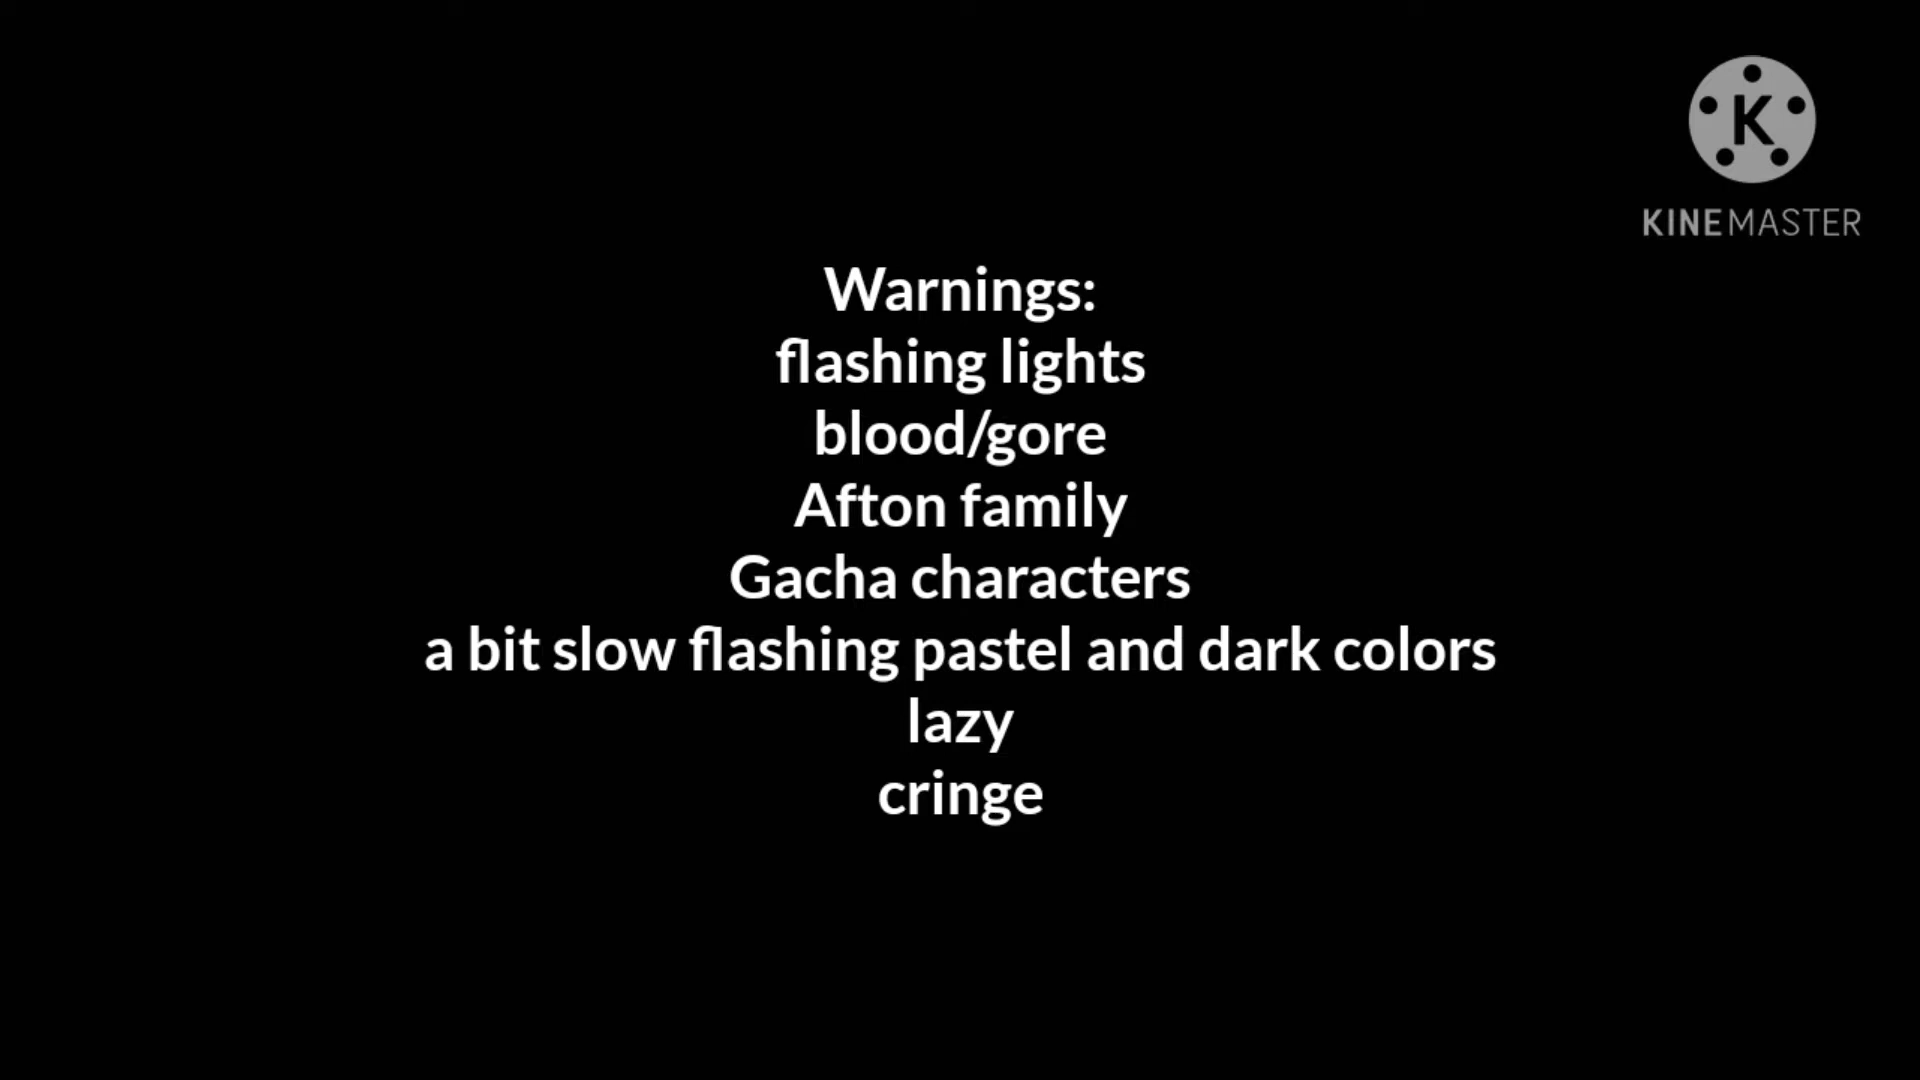 K
KINEMASTER
Warnings:
flashing lights
blood/gore
Afton family
Gacha characters
a bit slow flashing pastel and dark colors
lazy
cringe